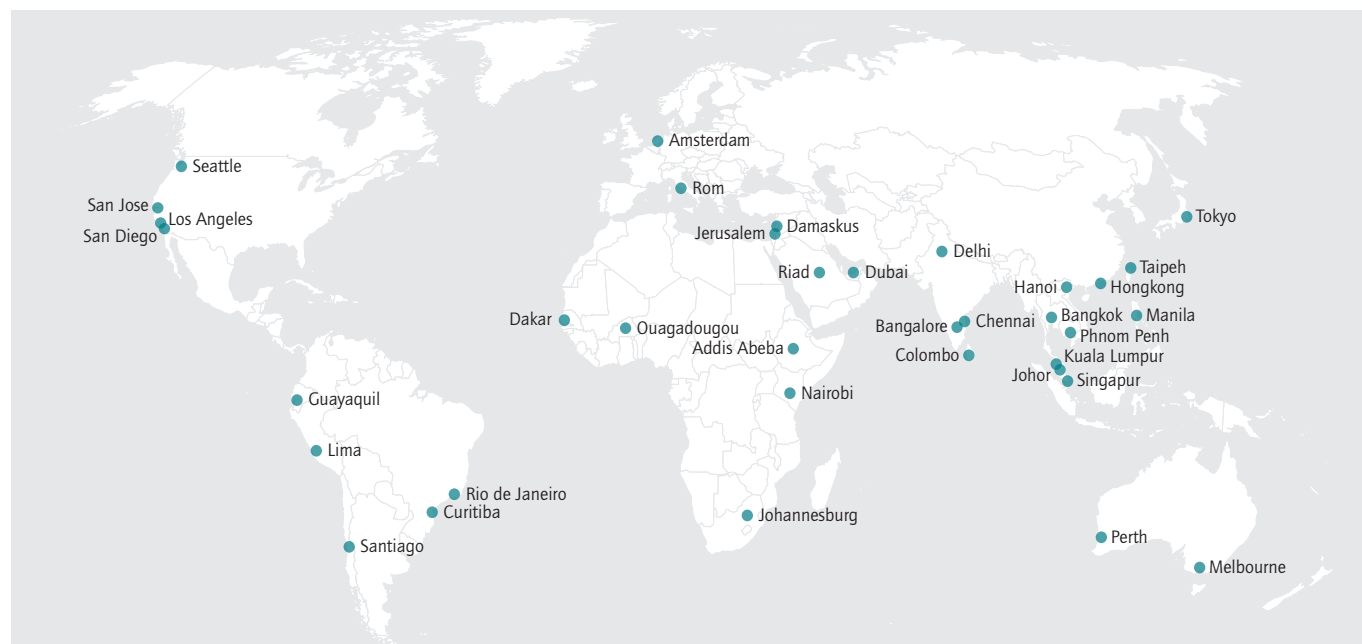 Amsterdam
Seattle
Rom
San Jose
Los Angeles
San Diego
Jerusalem
Damaskus
Tokyo
Delhi
Riad
Dubai
Taipeh
Hanoi
Hongkong
Dakar
Ouagadougou
Addis Abeba
Bangalore
Chennai
Bangkok
Manila
Phnom Penh
Colombo
Kuala Lumpur
Johor
Singapur
Guayaquil
Nairobi
Lima
Rio de Janeiro
Curitiba
Johannesburg
Santiago
Perth
Melbourne